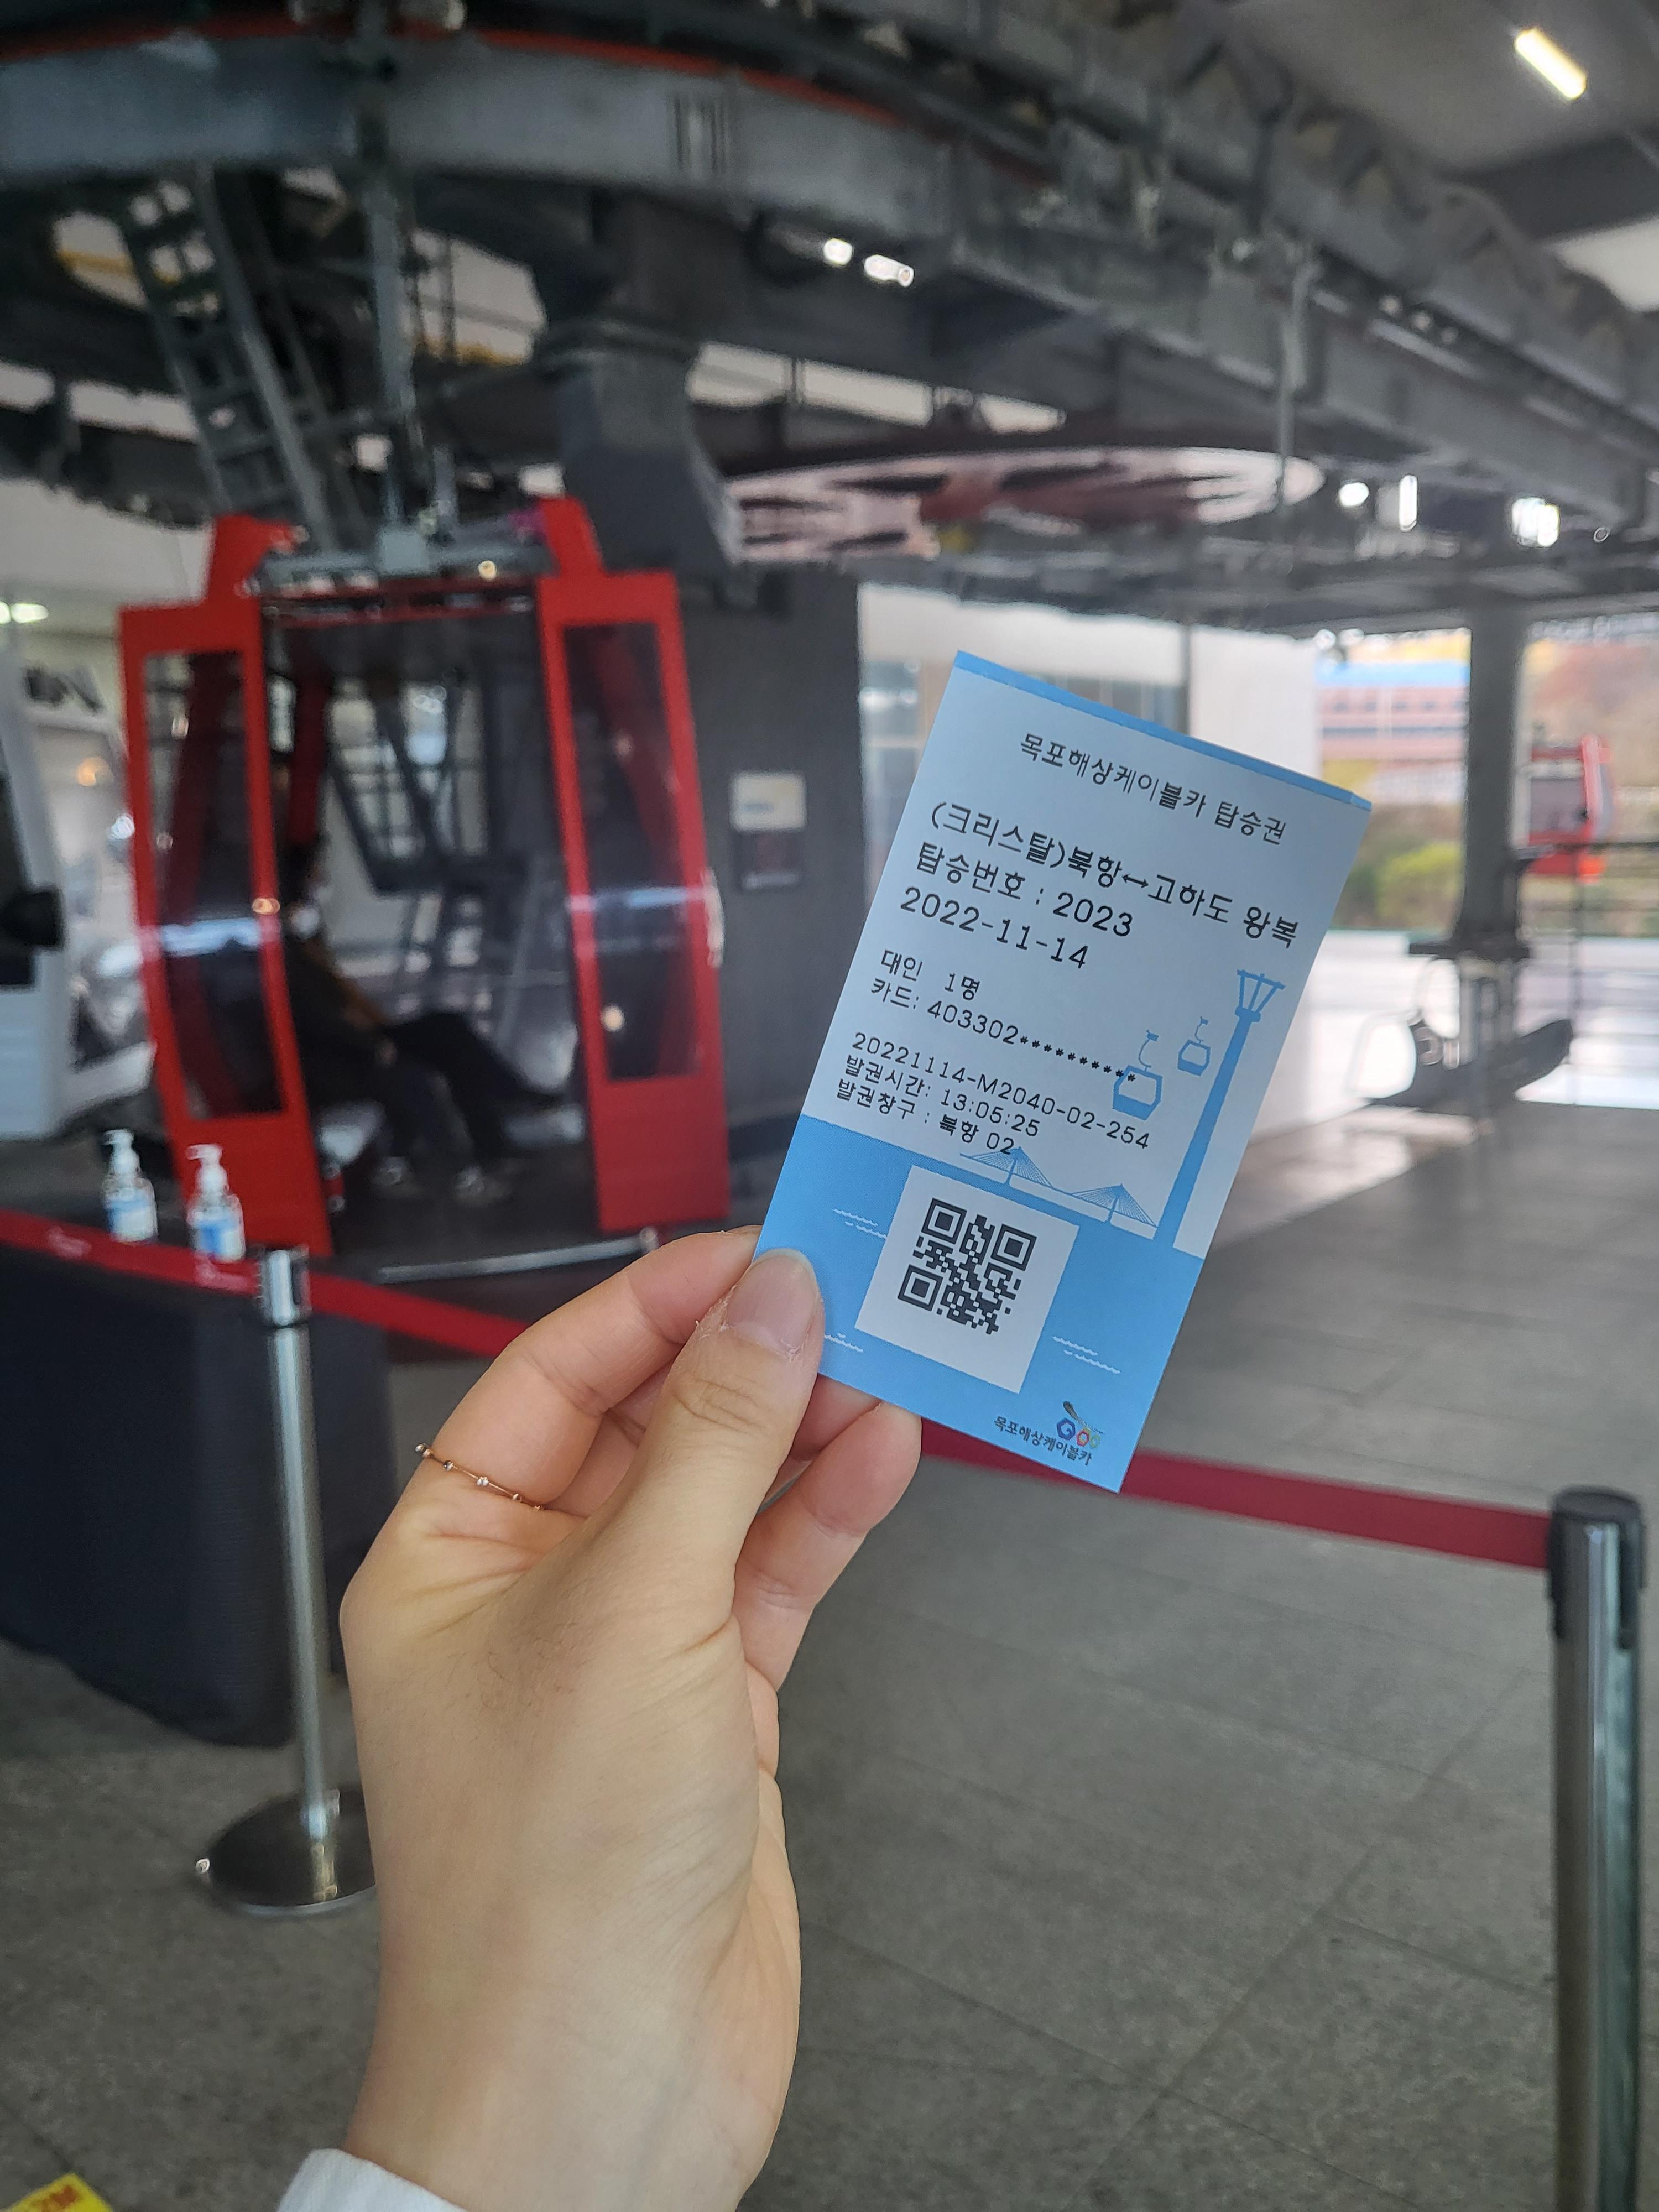 목포해상케이블카 탑승권
(크리스탈)북항↔고하도 왕복
탑승번호 : 2023
2022-11-14
대인 1명
카드: 403302**********
20221114-M2040-02-254
발권시간: 13:05:25
발권창구 : 북항 02
목포해상케이블카